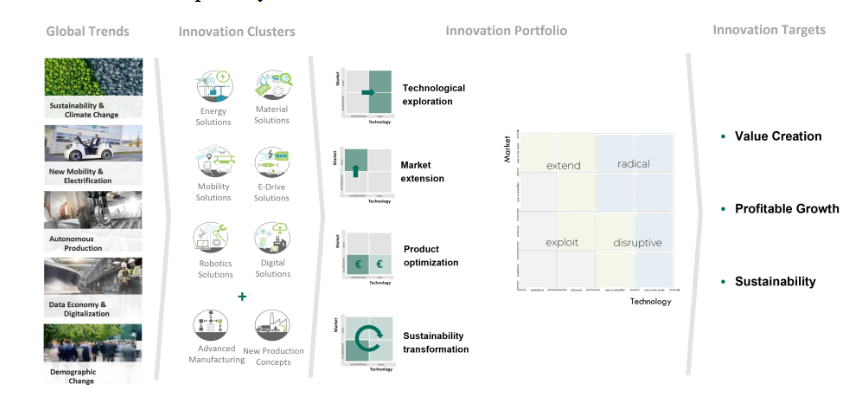 Global Trends
Innovation Clusters
Innovation Portfolio
Innovation Targets
Sustainability &
Climate Change
New Mobility &
Electrification
Autonomous
Production
Data Economy &
Digitalization
Demographic
Change
Energy
Solutions
Material
Solutions
Mobility
Solutions
E-Drive
Solutions
Robotics
Solutions
Digital
Solutions
+
Advanced
Manufacturing
New Production
Concepts
Market
Technology
Technological
exploration
Market
Technology
Market
extension
Market
€ €
Technology
Product
optimization
Market
Technology
Sustainability
transformation
Market
extend
radical
exploit
disruptive
Technology
• Value Creation
• Profitable Growth
• Sustainability